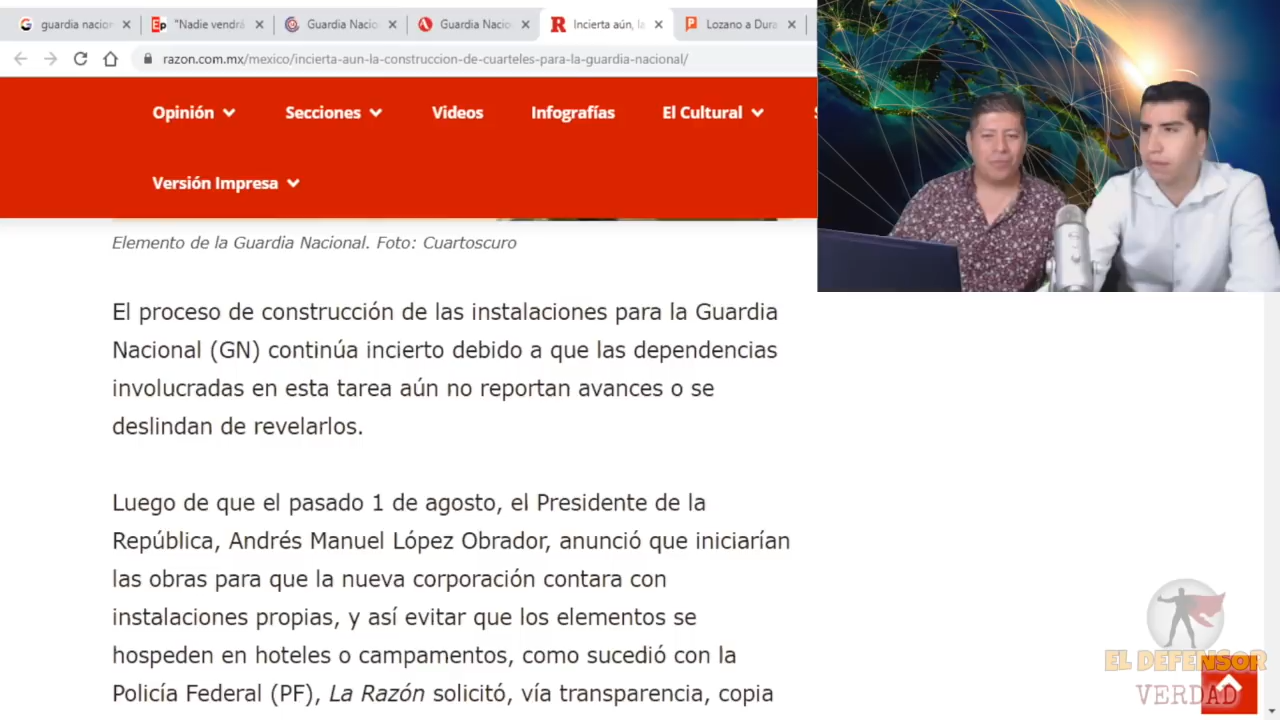 guardia nacion
"Nadie vendrá
Guardia Nacio
Guardia Nacio
Incierta aún, la
Lozano a Dura
razon.com.mx/mexico/incierta-aun-la-construccion-de-cuarteles-para-la-guardia-nacional/
Opinión
Secciones
Videos
Infografías
El Cultural
Versión Impresa
Elemento de la Guardia Nacional. Foto: Cuartoscuro
El proceso de construcción de las instalaciones para la Guardia
Nacional (GN) continúa incierto debido a que las dependencias
involucradas en esta tarea aún no reportan avances o se
deslindan de revelarlos.
Luego de que el pasado 1 de agosto, el Presidente de la
República, Andrés Manuel López Obrador, anunció que iniciarían
las obras para que la nueva corporación contara con
instalaciones propias, y así evitar que los elementos se
hospeden en hoteles o campamentos, como sucedió con la
Policía Federal (PF), La Razón solicitó, vía transparencia, copia
EL DEFENSOR
VERDAD